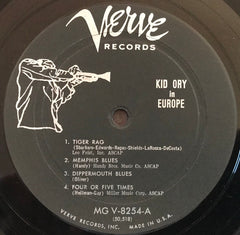 Verve
RECORDS
KID ORY
in
EUROPE
1. TIGER RAG
(Sbarbaro-Edwards-Ragas-Shields-LaRocca-DeCosta)
Leo Feist, Inc. ASCAP
2. MEMPHIS BLUES
(Handy) Handy Bros. Music Co. ASCAP
3. DIPPERMOUTH BLUES
(Oliver)
4. FOUR OR FIVE TIMES
(Hellman-Gay) Miller Music Corp. ASCAP
MG V-8254-A
(50,518)
VERVE RECORDS, INC. MADE IN U.S.A.